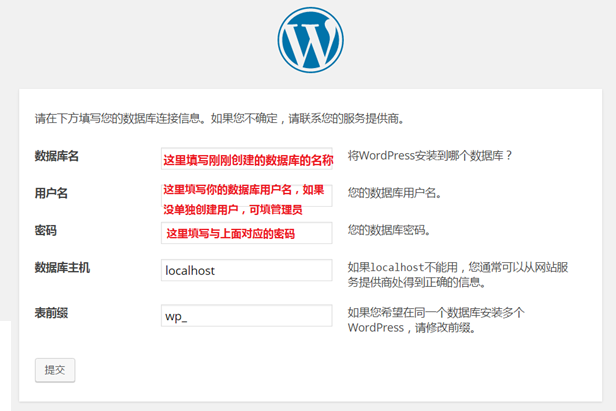 请在下方填写您的数据库连接信息。如果您不确定，请联系您的服务提供商。
数据库名 这里填写刚刚创建的数据库的名称 将WordPress安装到哪个数据库？
用户名 这里填写你的数据库用户名，如果 您的数据库用户名。
没单独创建用户，可填管理员
密码 这里填写与上面对应的密码 您的数据库密码。
数据库主机 localhost 如果localhost不能用，您通常可以从网站服
务提供商处得到正确的信息。
表前缀 wp_ 如果您希望在同一个数据库安装多个
WordPress，请修改前缀。
提交